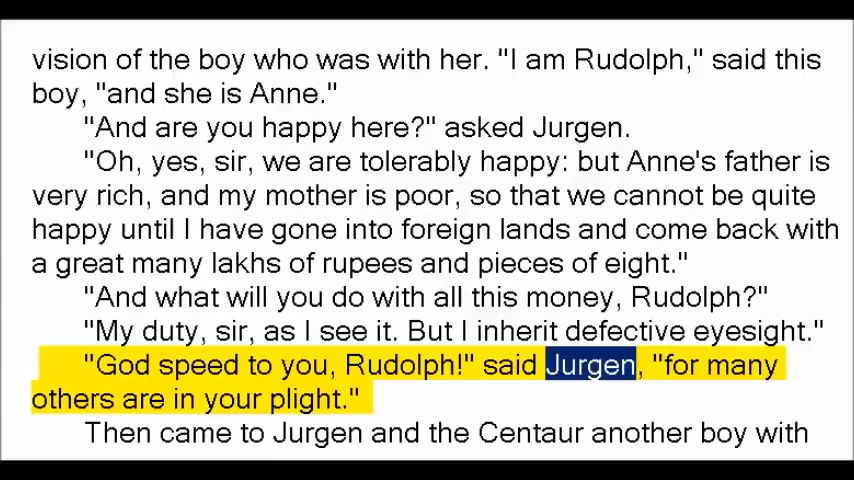 vision of the boy who was with her. "I am Rudolph," said this
boy, "and she is Anne."
"And are you happy here?" asked Jurgen.
"Oh, yes, sir, we are tolerably happy: but Anne's father is
very rich, and my mother is poor, so that we cannot be quite
happy until I have gone into foreign lands and come back with
a great many lakhs of rupees and pieces of eight."
"And what will you do with all this money, Rudolph?"
"My duty, sir, as I see it. But I inherit defective eyesight."
"God speed to you, Rudolph!" said Jurgen, "for many
others are in your plight."
Then came to Jurgen and the Centaur another boy with